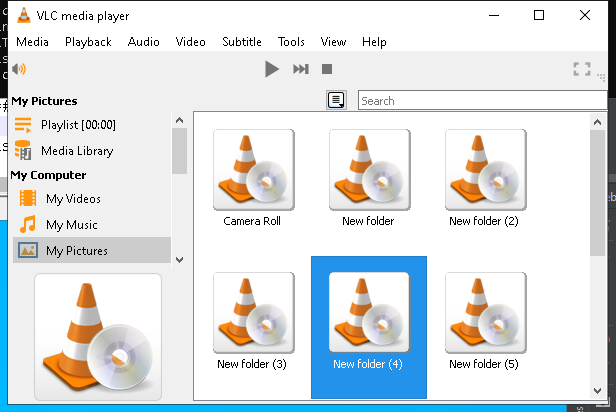 VLC media player
Media Playback Audio Video Subtitle Tools View Help
My Pictures
Search
Playlist [00:00]
Media Library
My Computer
My Videos
My Music
My Pictures
Camera Roll
New folder
New folder (2)
New folder (3)
New folder (4)
New folder (5)